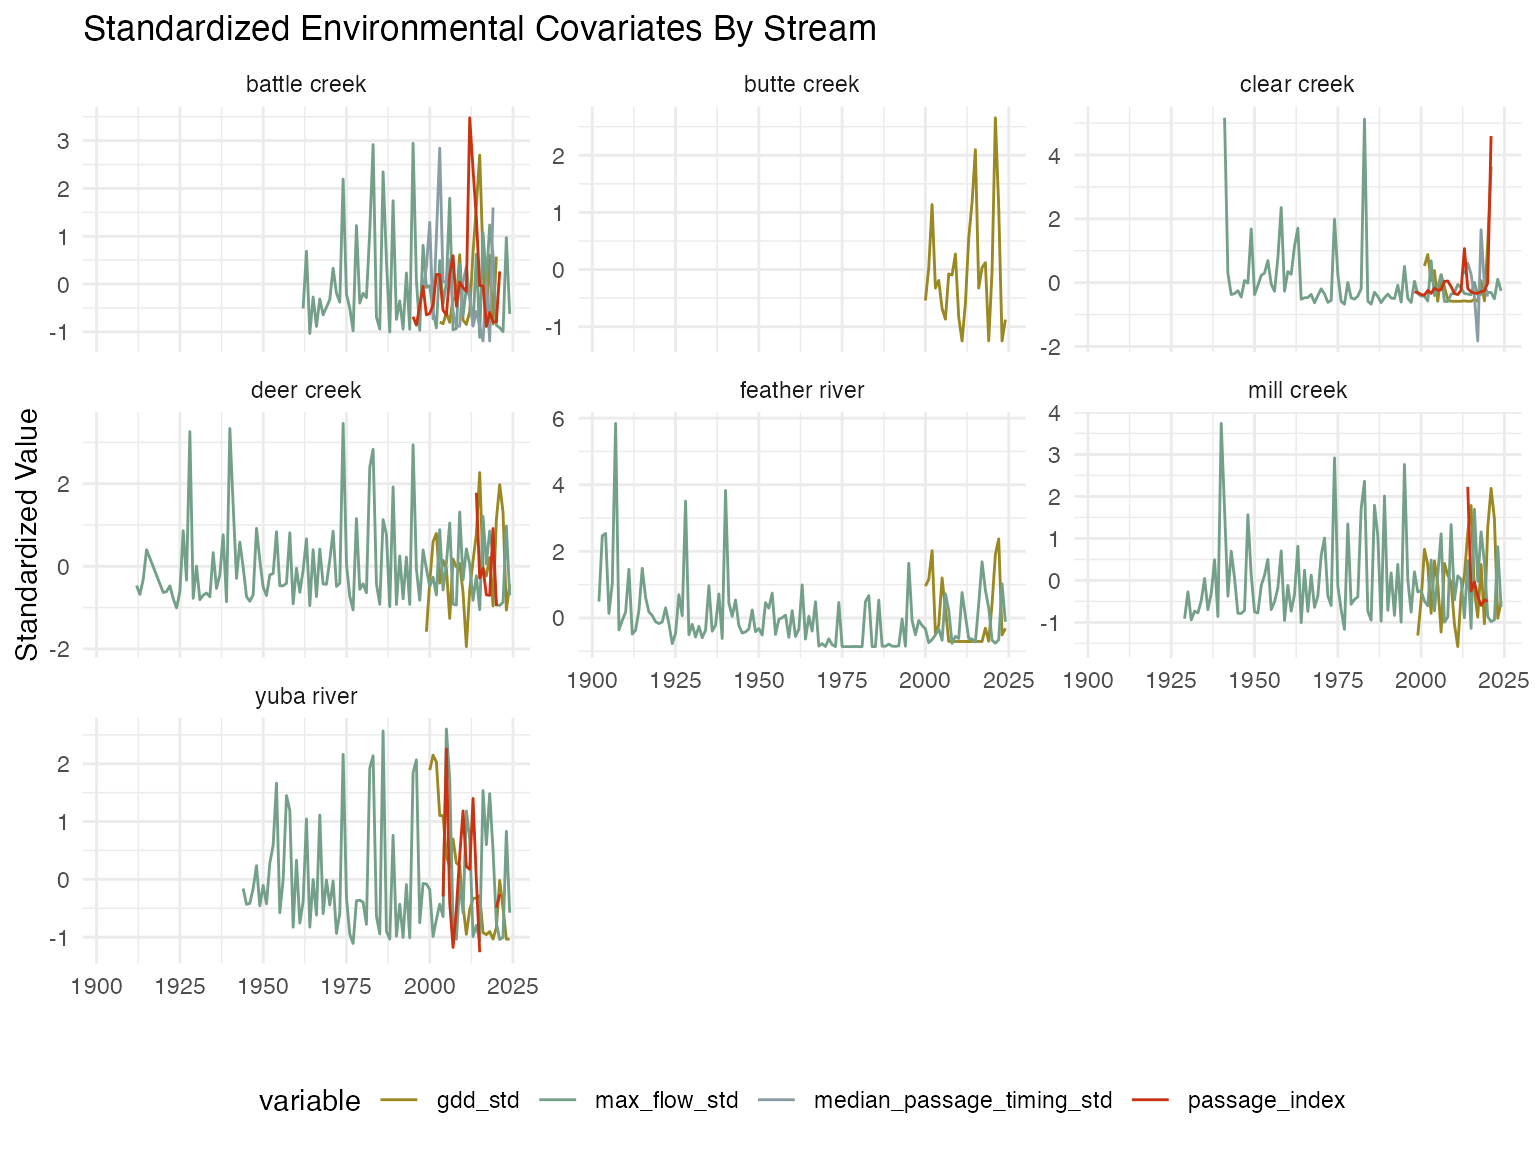 Standardized Environmental Covariates By Stream
battle creek
butte creek
clear creek
3
2
1
0
-1
2
1
0
-1
4
2
0
-2
deer creek
feather river
mill creek
2
0
-2
6
4
2
0
4
3
2
1
0
-1
1900 1925 1950 1975 2000 2025
1900 1925 1950 1975 2000 2025
yuba river
2
1
0
-1
1900 1925 1950 1975 2000 2025
Standardized Value
variable gdd_std max_flow_std median_passage_timing_std passage_index